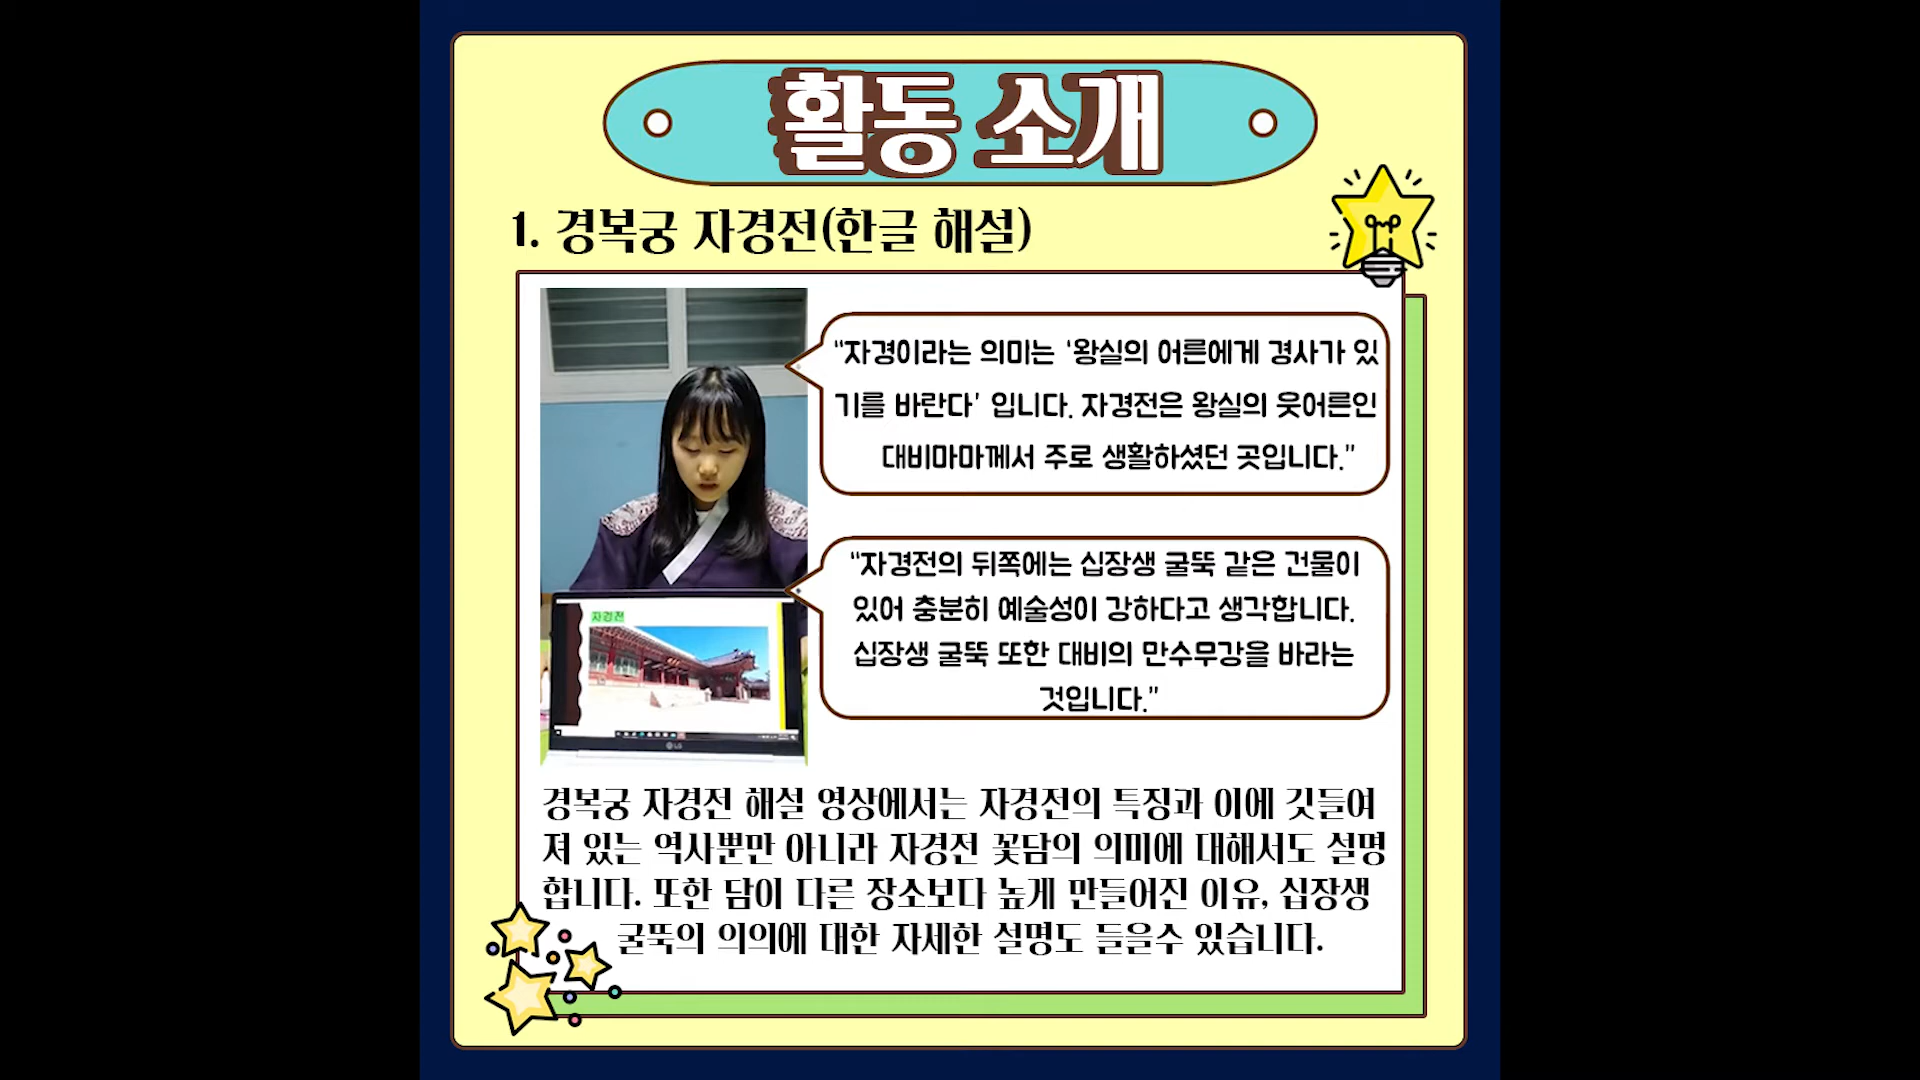 활동 소개
1. 경복궁 자경전(한글 해설)
“자경이라는 의미는 ‘왕실의 어른에게 경사가 있
기를 바란다’ 입니다. 자경전은 왕실의 웃어른인
대비마마께서 주로 생활하셨던 곳입니다.”
“자경전의 뒤쪽에는 십장생 굴뚝 같은 건물이
있어 충분히 예술성이 강하다고 생각합니다.
십장생 굴뚝 또한 대비의 만수무강을 바라는
것입니다.”
자경전
LG
경복궁 자경전 해설 영상에서는 자경전의 특징과 이에 깃들여
져 있는 역사뿐만 아니라 자경전 꽃담의 의미에 대해서도 설명
합니다. 또한 담이 다른 장소보다 높게 만들어진 이유, 십장생
굴뚝의 의의에 대한 자세한 설명도 들을수 있습니다.